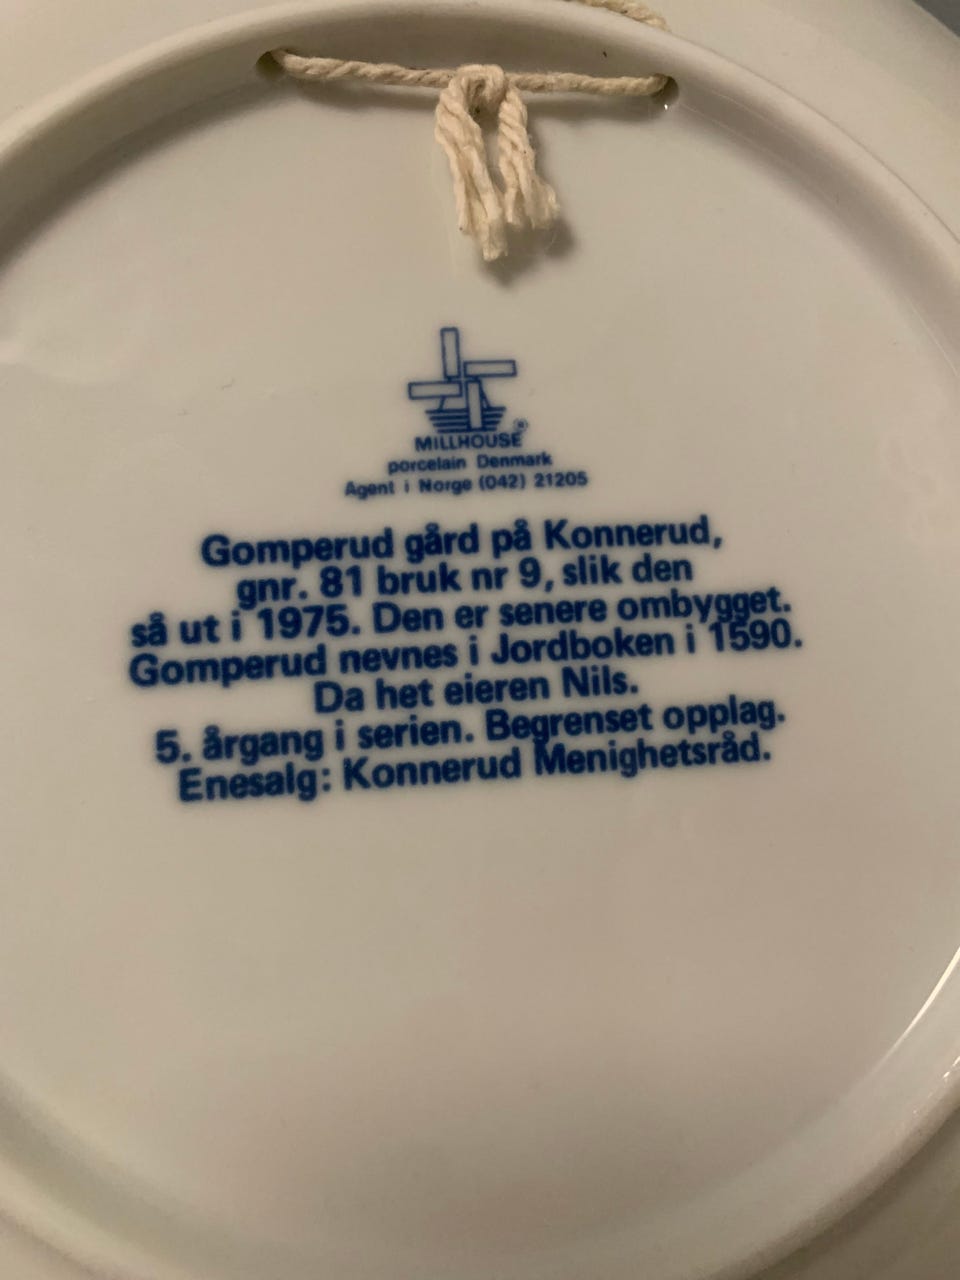 MILLHOUSE ®
porcelain Denmark
Agent i Norge (042) 21205
Gomperud gård på Konnerud,
gnr. 81 bruk nr 9, slik den
så ut i 1975. Den er senere ombygget.
Gomperud nevnes i Jordboken i 1590.
Da het eieren Nils.
5. årgang i serien. Begrenset opplag.
Enesalg: Konnerud Menighetsråd.